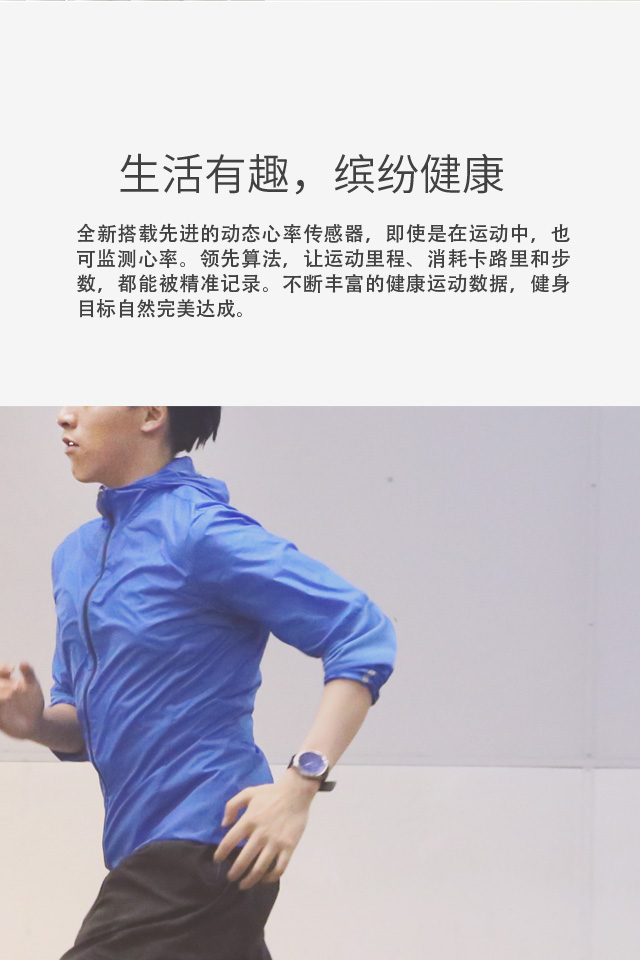 生活有趣，缤纷健康
全新搭载先进的动态心率传感器，即使是在运动中，也
可监测心率。领先算法，让运动里程、消耗卡路里和步
数，都能被精准记录。不断丰富的健康运动数据，健身
目标自然完美达成。